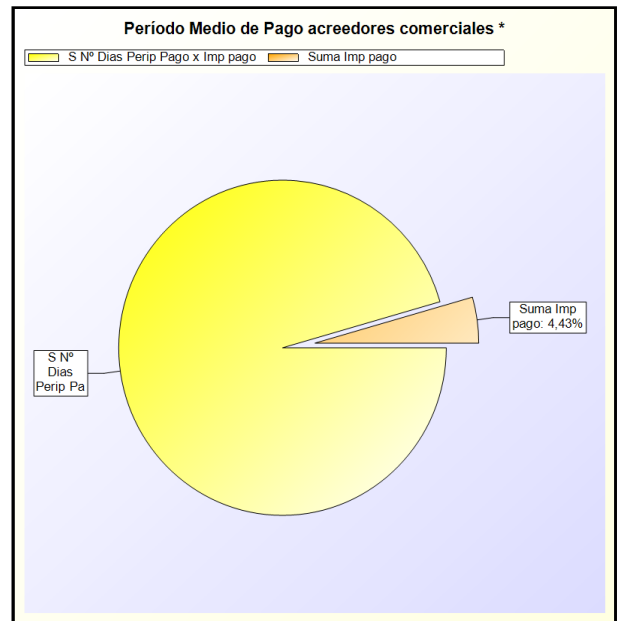 Período Medio de Pago acreedores comerciales *
S Nº Dias Perip Pago x Imp pago Suma Imp pago
Suma Imp
pago: 4,43%
S Nº
Dias
Perip Pa